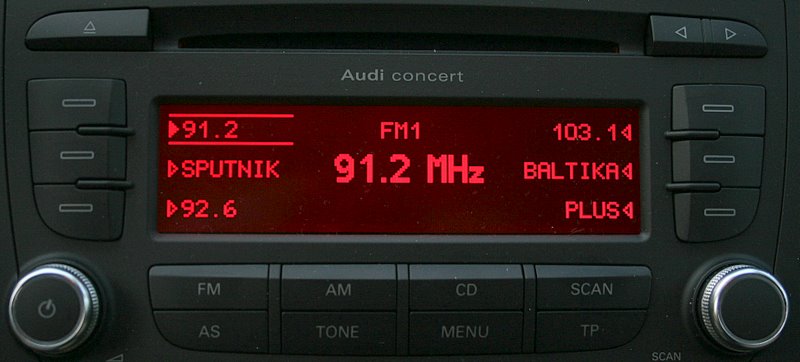 Audi concert
91.2 FM1 103.1
SPUTNIK 91.2 MHz BALTIKA
92.6 PLUS
FM AM CD SCAN
AS TONE MENU TP
SCAN